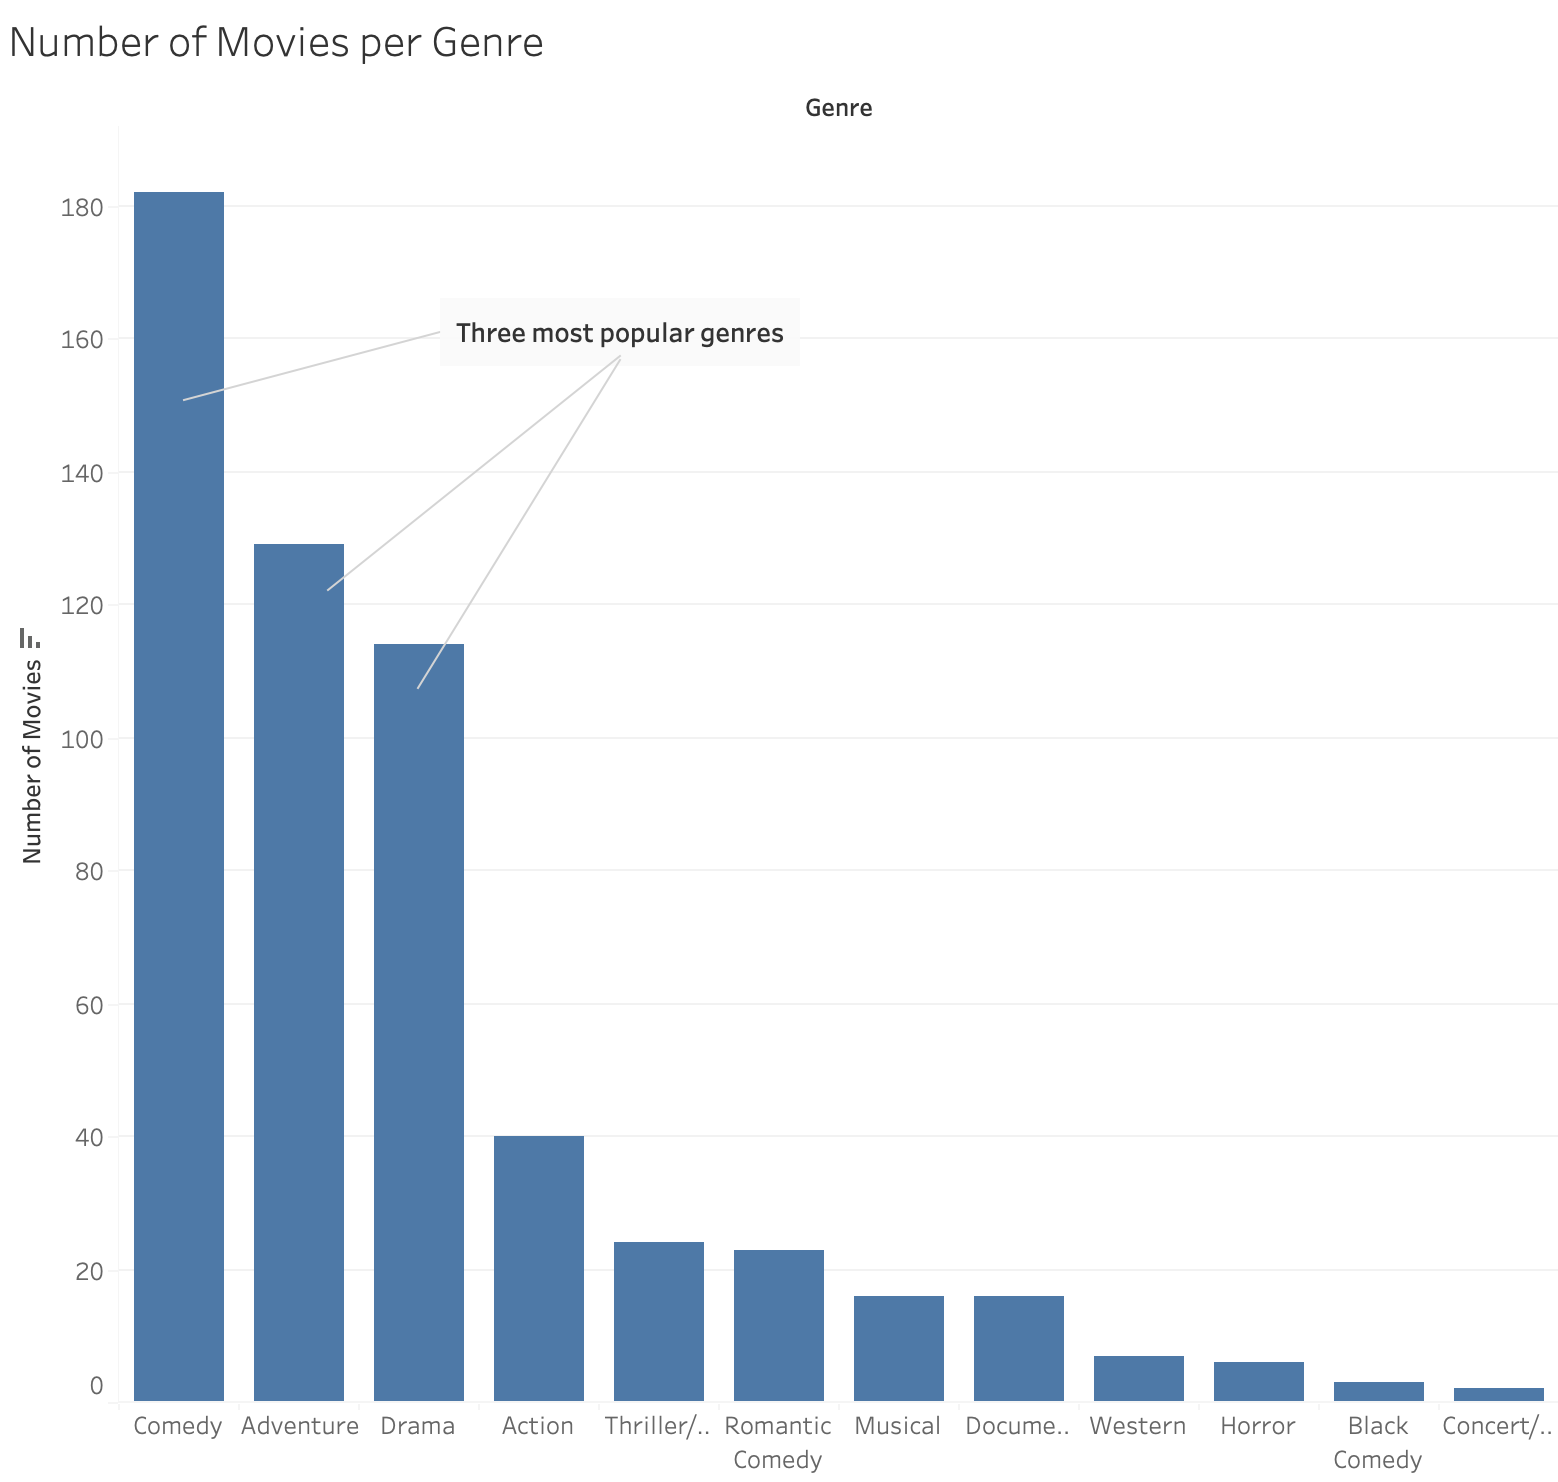 Number of Movies per Genre
Genre
180
160
140
120
100
80
60
40
20
0
Number of Movies
Three most popular genres
Comedy
Adventure
Drama
Action
Thriller/..
Romantic
Comedy
Musical
Docume..
Western
Horror
Black
Comedy
Concert/..